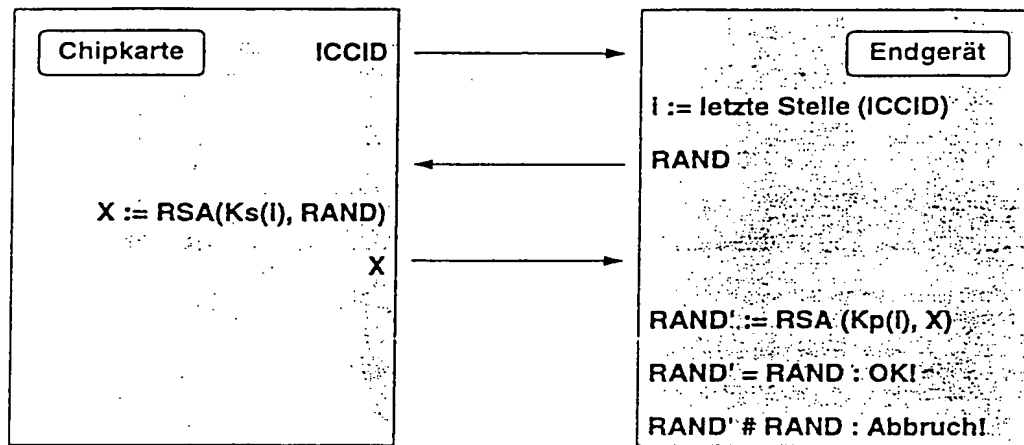 Chipkarte
ICCID
Endgerät
i := letzte Stelle (ICCID)
RAND
X := RSA(Ks(i), RAND)
X
RAND' := RSA (Kp(i), X)
RAND' = RAND : OK!
RAND' # RAND : Abbruch!